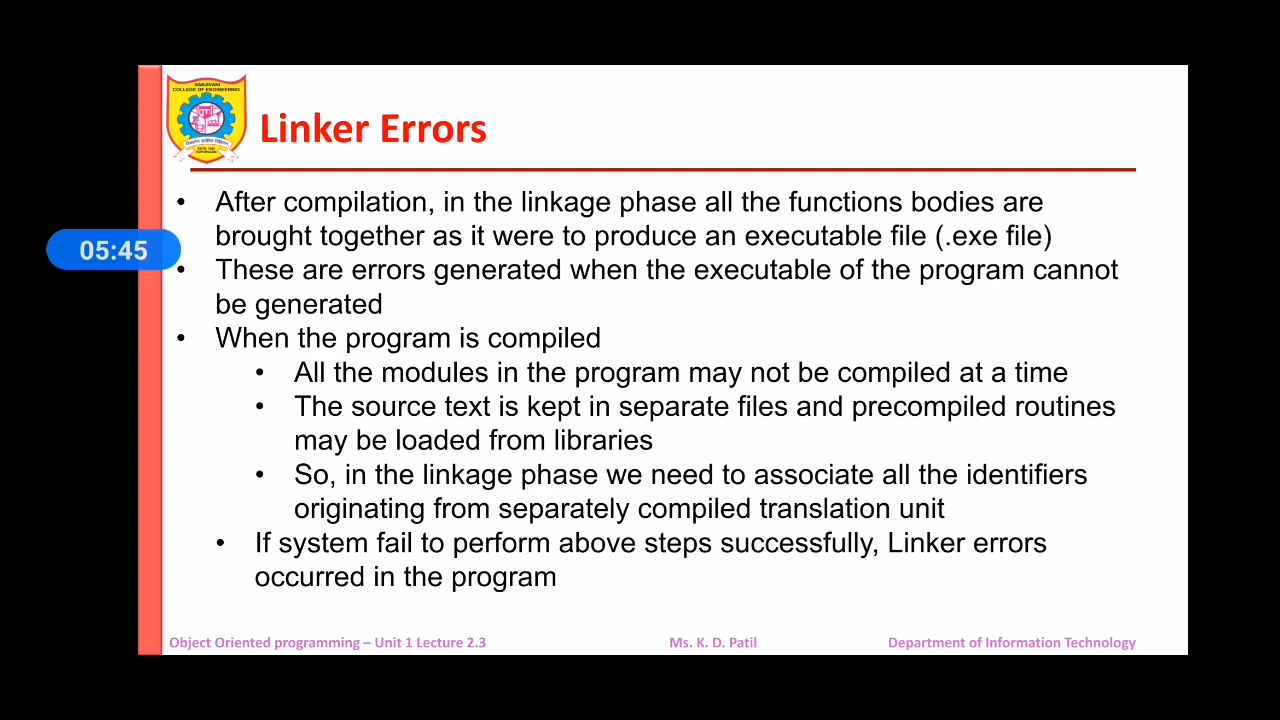 SANJIVANI
COLLEGE OF ENGINEERING
Linker Errors
• After compilation, in the linkage phase all the functions bodies are
brought together as it were to produce an executable file (.exe file)
05:45
• These are errors generated when the executable of the program cannot
be generated
• When the program is compiled
• All the modules in the program may not be compiled at a time
• The source text is kept in separate files and precompiled routines
may be loaded from libraries
• So, in the linkage phase we need to associate all the identifiers
originating from separately compiled translation unit
• If system fail to perform above steps successfully, Linker errors
occurred in the program
Object Oriented programming – Unit 1 Lecture 2.3 Ms. K. D. Patil Department of Information Technology